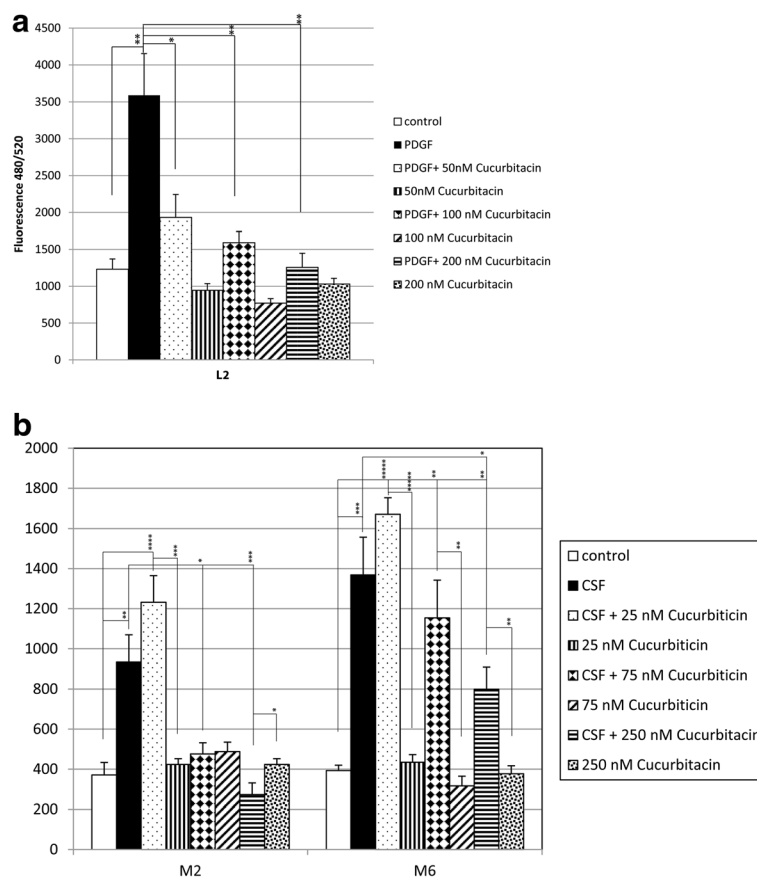 a
4500
4000
3500
3000
2500
2000
1500
1000
500
0
Fluorescence 480/520
**
*
**
**
L2
control
PDGF
PDGF+ 50nM Cucurbitacin
50nM Cucurbitacin
PDGF+ 100 nM Cucurbitacin
100 nM Cucurbitacin
PDGF+ 200 nM Cucurbitacin
200 nM Cucurbitacin
b
2000
1800
1600
1400
1200
1000
800
600
400
200
0
**
****
***
*
***
*
***
*****
*****
**
**
*
**
**
M2
M6
control
CSF
CSF + 25 nM Cucurbiticin
25 nM Cucurbiticin
CSF + 75 nM Cucurbiticin
75 nM Cucurbiticin
CSF + 250 nM Cucurbitacin
250 nM Cucurbitacin